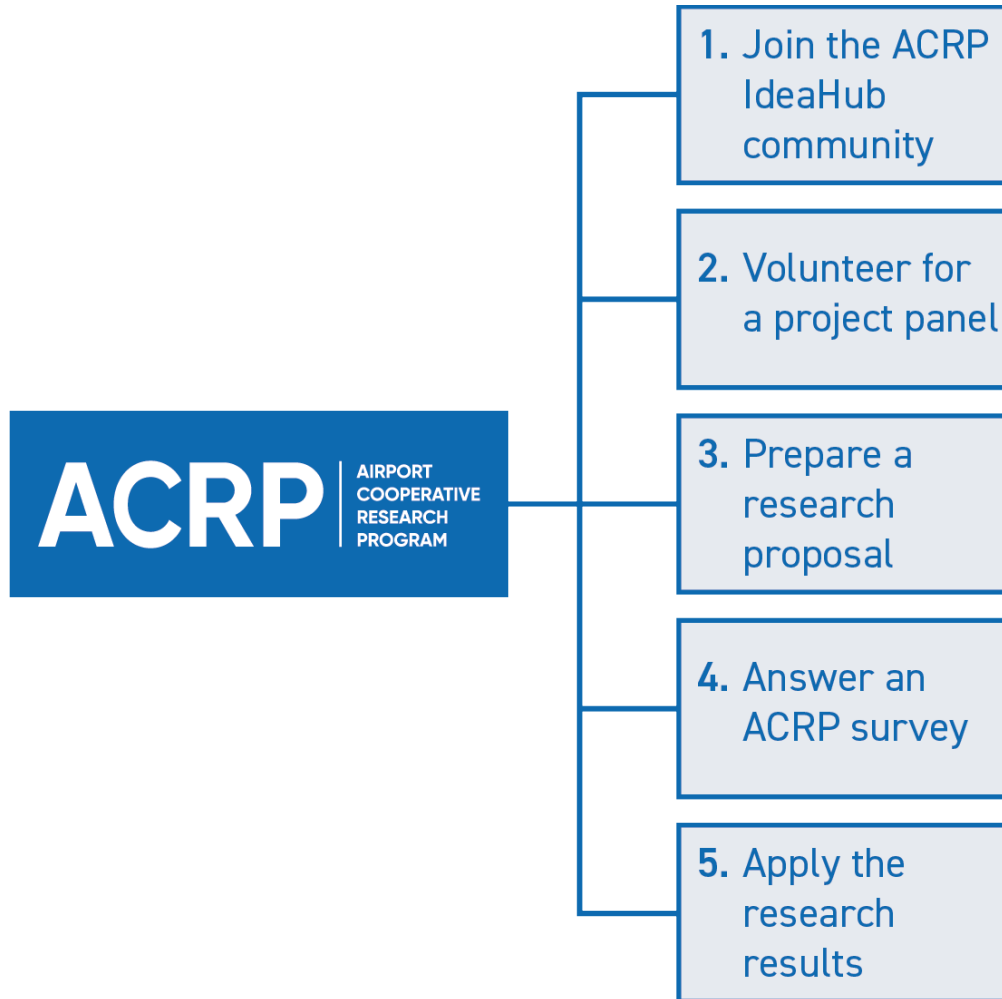 1. Join the ACRP
IdeaHub
community
2. Volunteer for
a project panel
ACRP
AIRPORT
COOPERATIVE
RESEARCH
PROGRAM
3. Prepare a
research
proposal
4. Answer an
ACRP survey
5. Apply the
research
results